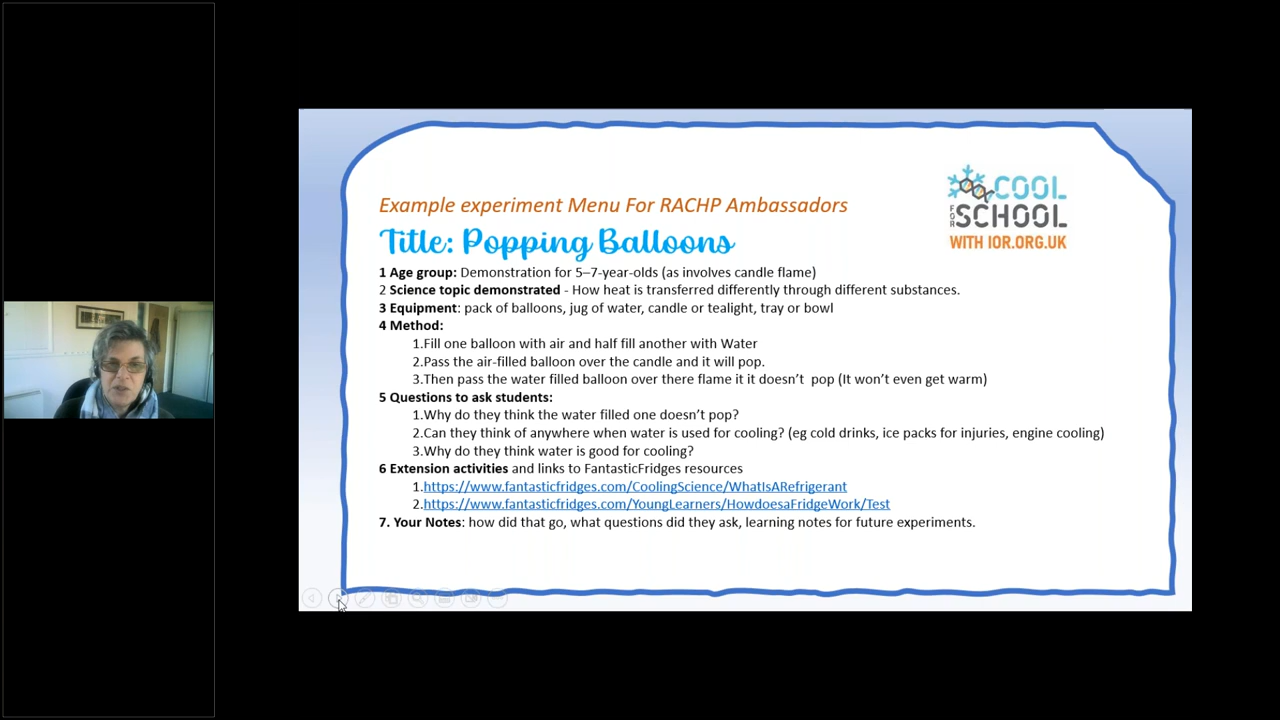 Example experiment Menu For RACHP Ambassadors
COOL
FOR SCHOOL
WITH IOR.ORG.UK
Title: Popping Balloons
1 Age group: Demonstration for 5–7-year-olds (as involves candle flame)
2 Science topic demonstrated - How heat is transferred differently through different substances.
3 Equipment: pack of balloons, jug of water, candle or tealight, tray or bowl
4 Method:
1.Fill one balloon with air and half fill another with Water
2.Pass the air-filled balloon over the candle and it will pop.
3.Then pass the water filled balloon over there flame it it doesn’t  pop (It won’t even get warm)
5 Questions to ask students:
1.Why do they think the water filled one doesn’t pop?
2.Can they think of anywhere when water is used for cooling? (eg cold drinks, ice packs for injuries, engine cooling)
3.Why do they think water is good for cooling?
6 Extension activities and links to FantasticFridges resources
1.https://www.fantasticfridges.com/CoolingScience/WhatIsARefrigerant
2.https://www.fantasticfridges.com/YoungLearners/HowdoesaFridgeWork/Test
7. Your Notes: how did that go, what questions did they ask, learning notes for future experiments.